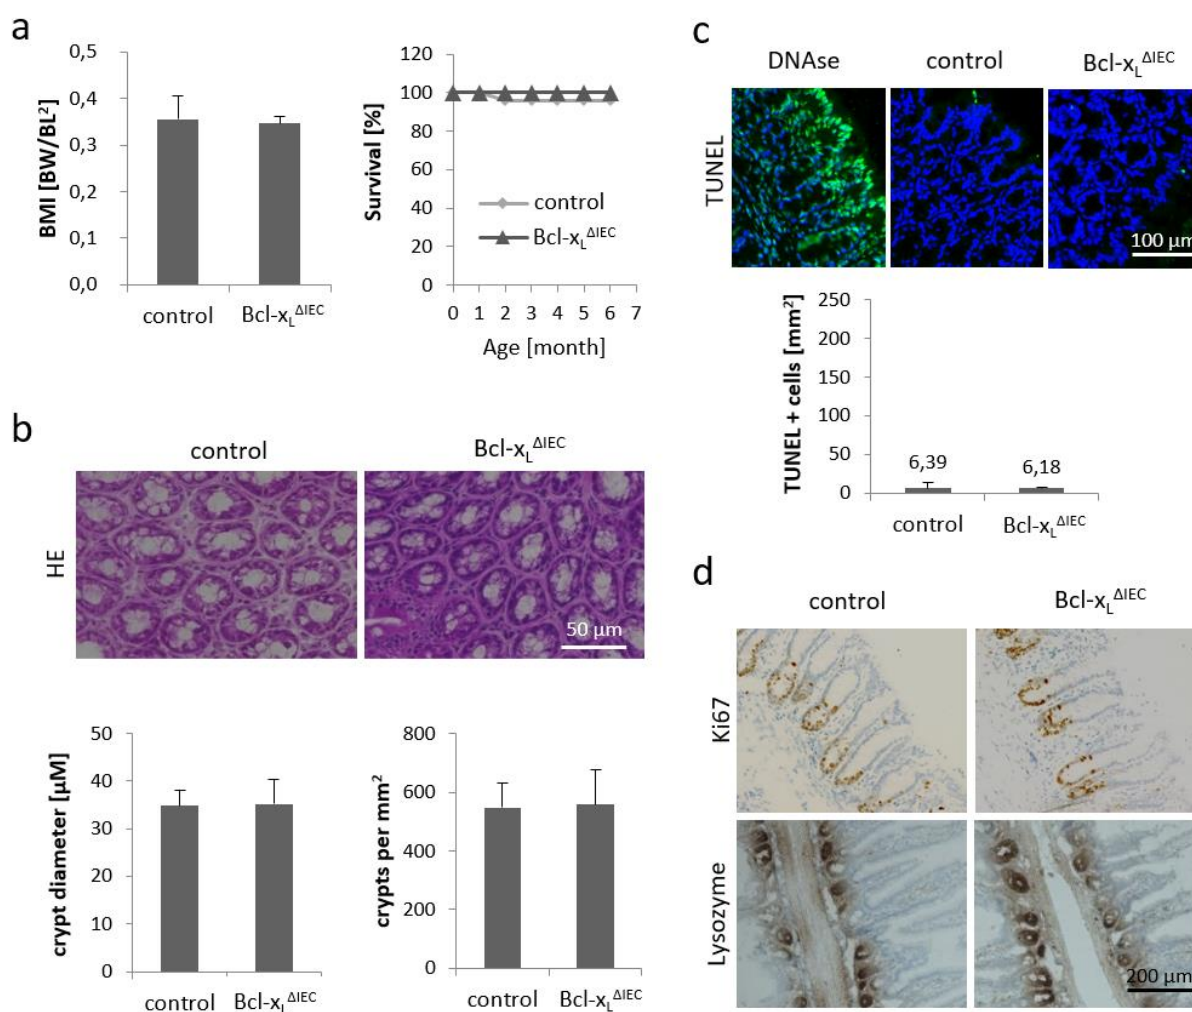 a
0,5
0,4
0,3
0,2
0,1
0,0
BMI [BW/BL²]
control
Bcl-xL ΔIEC
120
100
80
60
40
20
0
Survival [%]
control
Bcl-xL ΔIEC
0 1 2 3 4 5 6 7
Age [month]
b
control
Bcl-xL ΔIEC
HE
50 µm
50
40
30
20
10
0
crypt diameter [µM]
control
Bcl-xL ΔIEC
800
600
400
200
0
crypts per mm²
control
Bcl-xL ΔIEC
c
DNAse
control
Bcl-xL ΔIEC
TUNEL
100 µm
250
200
150
100
50
0
TUNEL + cells [mm²]
6,39
6,18
control
Bcl-xL ΔIEC
d
control
Bcl-xL ΔIEC
Ki67
Lysozyme
200 µm